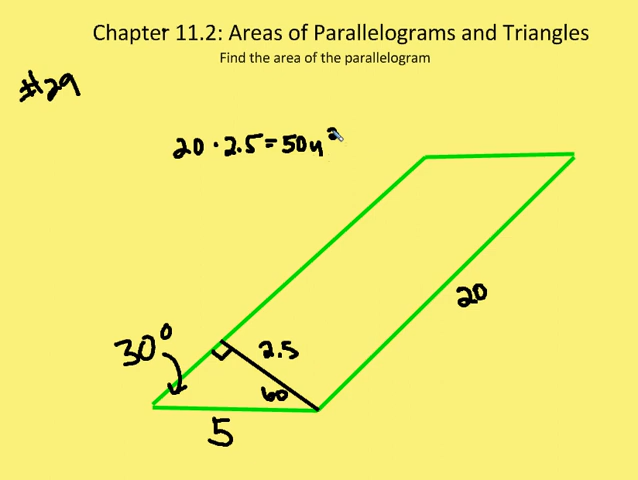 Chapter 11.2: Areas of Parallelograms and Triangles
Find the area of the parallelogram
#29
20 · 2.5 = 50u²
20
30°
2.5
60
5